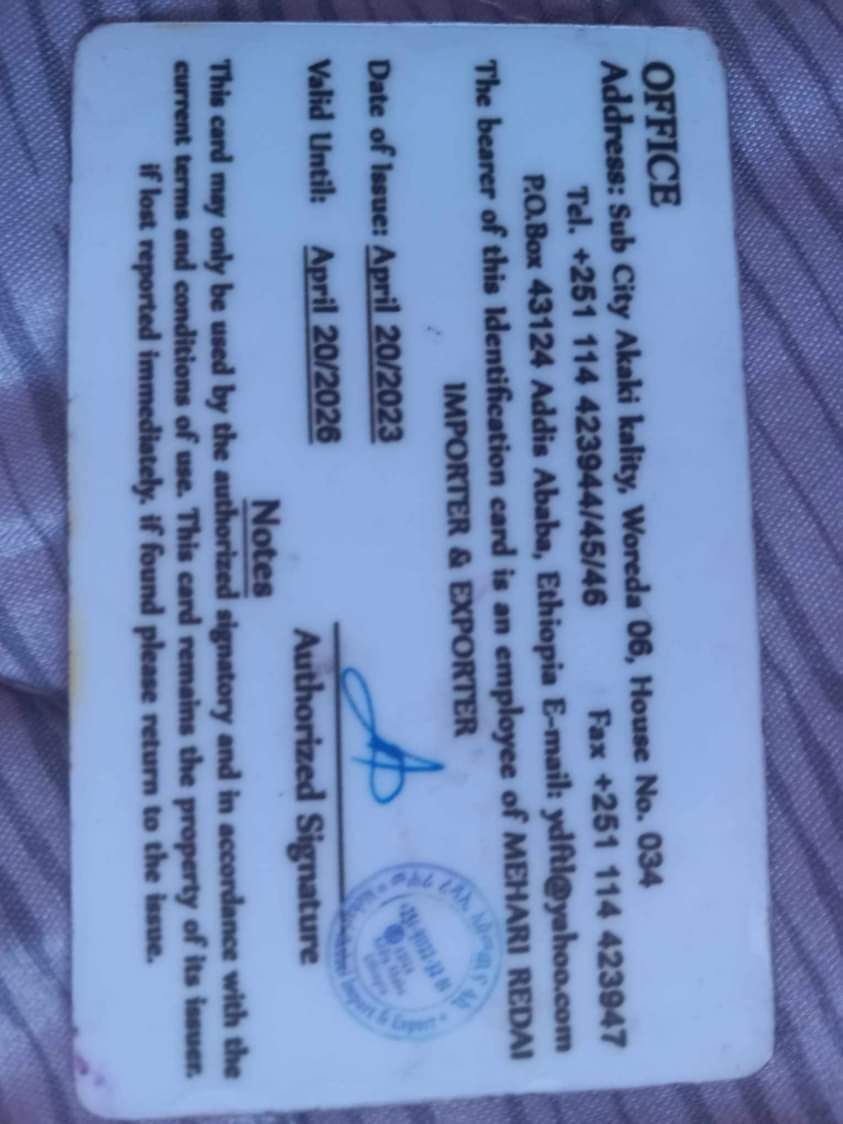 OFFICE
Address: Sub City Akaki kality, Woreda 06, House No. 034
Tel. +251 114 423944/45/46 Fax +251 114 423947
P.O.Box 43124 Addis Ababa, Ethiopia E-mail: ydftl@yahoo.com
The bearer of this Identification card is an employee of MEHARI REDAI
IMPORTER & EXPORTER
Date of Issue: April 20/2023
Valid Until: April 20/2026
Authorized Signature
Import & Export
Notes
This card may only be used by the authorized signatory and in accordance with the
current terms and conditions of use. This card remains the property of its issuer.
if lost reported immediately. if found please return to the issue.